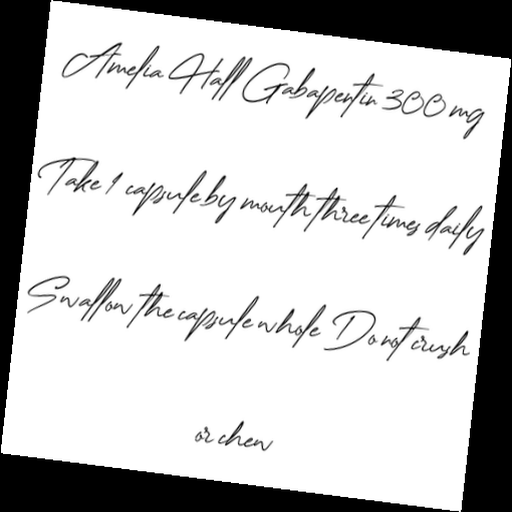 Amelia Hall Gabapentin 300 mg
Take 1 capsule by mouth three times daily
Swallow the capsule whole Do not crush
or chew